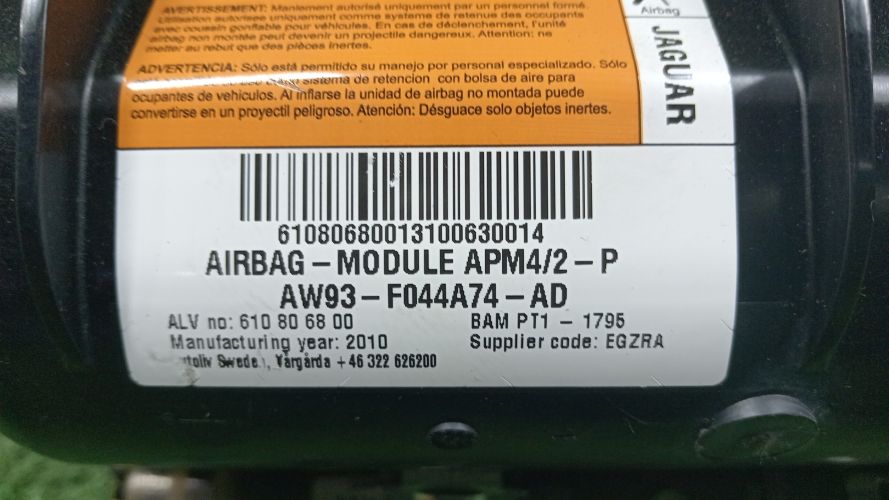 AVERTISSEMENT: Maniement autorisé uniquement par un personnel formé.
Utilisation autorisée uniquement comme système de retenue des occupants
avec coussin gonflable pour véhicules. En cas de déclenchement, l'unité
airbag non montée peut devenir un projectile dangereux. Attention: ne
mettre au rebut que des pièces inertes.
ADVERTENCIA: Sólo está permitido su manejo por personal especializado. Sólo
sistema de retencion con bolsa de aire para
ocupantes de vehiculos. Al inflarse la unidad de airbag no montada puede
convertirse en un proyectil peligroso. Atención: Désguace solo objetos inertes.
Airbag
JAGUAR
61080680013100630014
AIRBAG-MODULE APM4/2-P
AW93-F044A74-AD
ALV no: 610 80 68 00
BAM PT1 - 1795
Manufacturing year: 2010
Supplier code: EGZRA
Vårgårda +46 322 626200